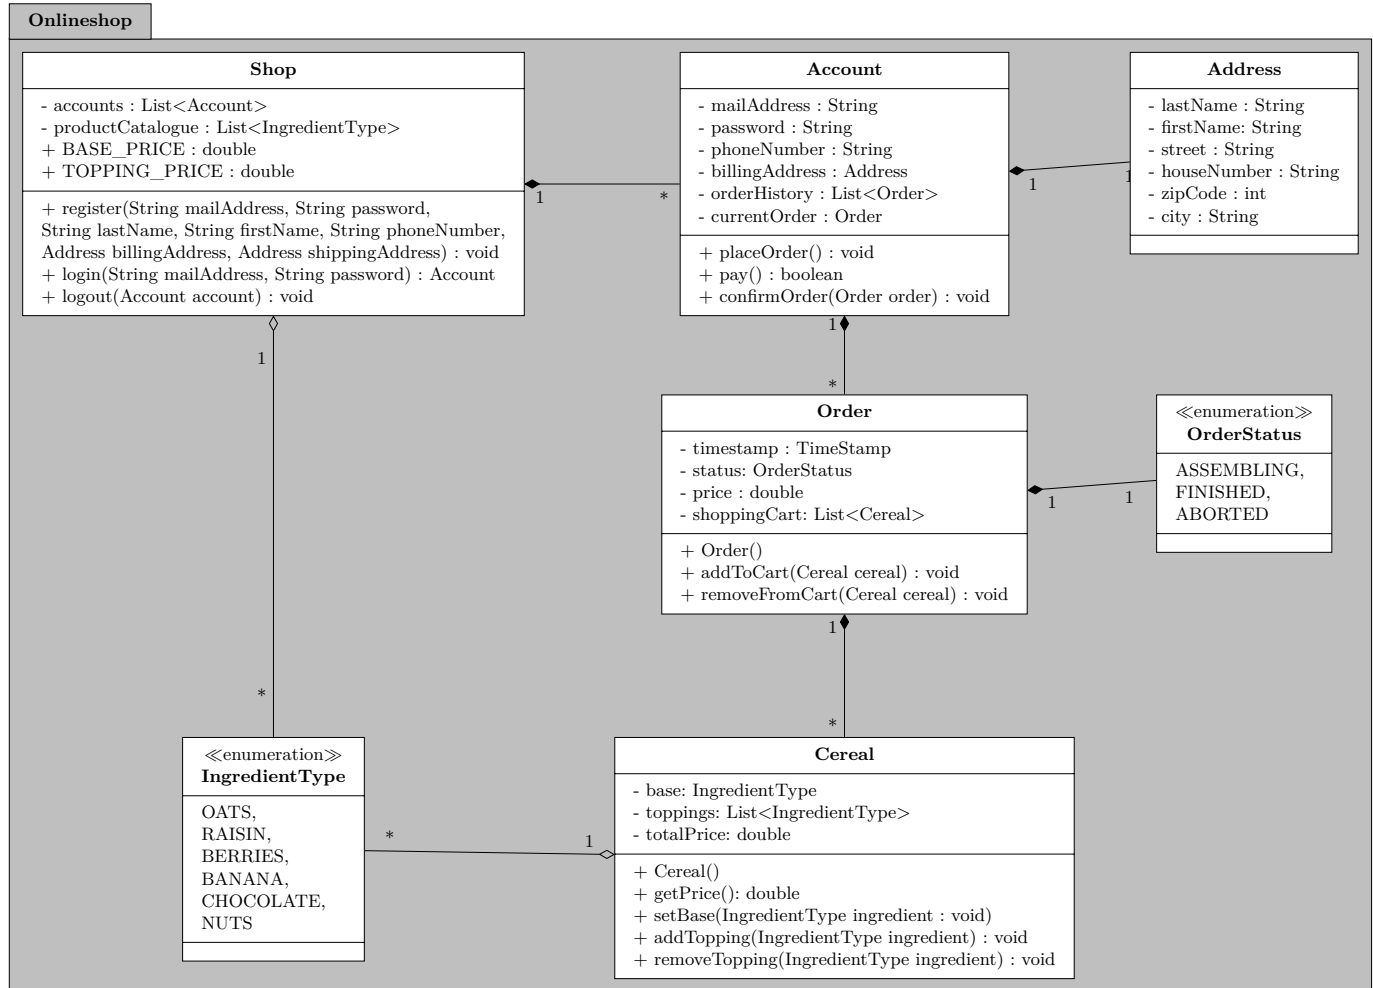 Onlineshop
Shop
- accounts : List<Account>
- productCatalogue : List<IngredientType>
+ BASE_PRICE : double
+ TOPPING_PRICE : double
+ register(String mailAddress, String password,
String lastName, String firstName, String phoneNumber,
Address billingAddress, Address shippingAddress) : void
+ login(String mailAddress, String password) : Account
+ logout(Account account) : void
1
*
Account
- mailAddress : String
- password : String
- phoneNumber : String
- billingAddress : Address
- orderHistory : List<Order>
- currentOrder : Order
+ placeOrder() : void
+ pay() : boolean
+ confirmOrder(Order order) : void
1
1
Address
- lastName : String
- firstName: String
- street : String
- houseNumber : String
- zipCode : int
- city : String
1
*
1
*
Order
- timestamp : TimeStamp
- status: OrderStatus
- price : double
- shoppingCart: List<Cereal>
+ Order()
+ addToCart(Cereal cereal) : void
+ removeFromCart(Cereal cereal) : void
1
1
≪enumeration≫
OrderStatus
ASSEMBLING,
FINISHED,
ABORTED
1
*
≪enumeration≫
IngredientType
OATS,
RAISIN,
BERRIES,
BANANA,
CHOCOLATE,
NUTS
*
1
Cereal
- base: IngredientType
- toppings: List<IngredientType>
- totalPrice: double
+ Cereal()
+ getPrice(): double
+ setBase(IngredientType ingredient : void)
+ addTopping(IngredientType ingredient) : void
+ removeTopping(IngredientType ingredient) : void